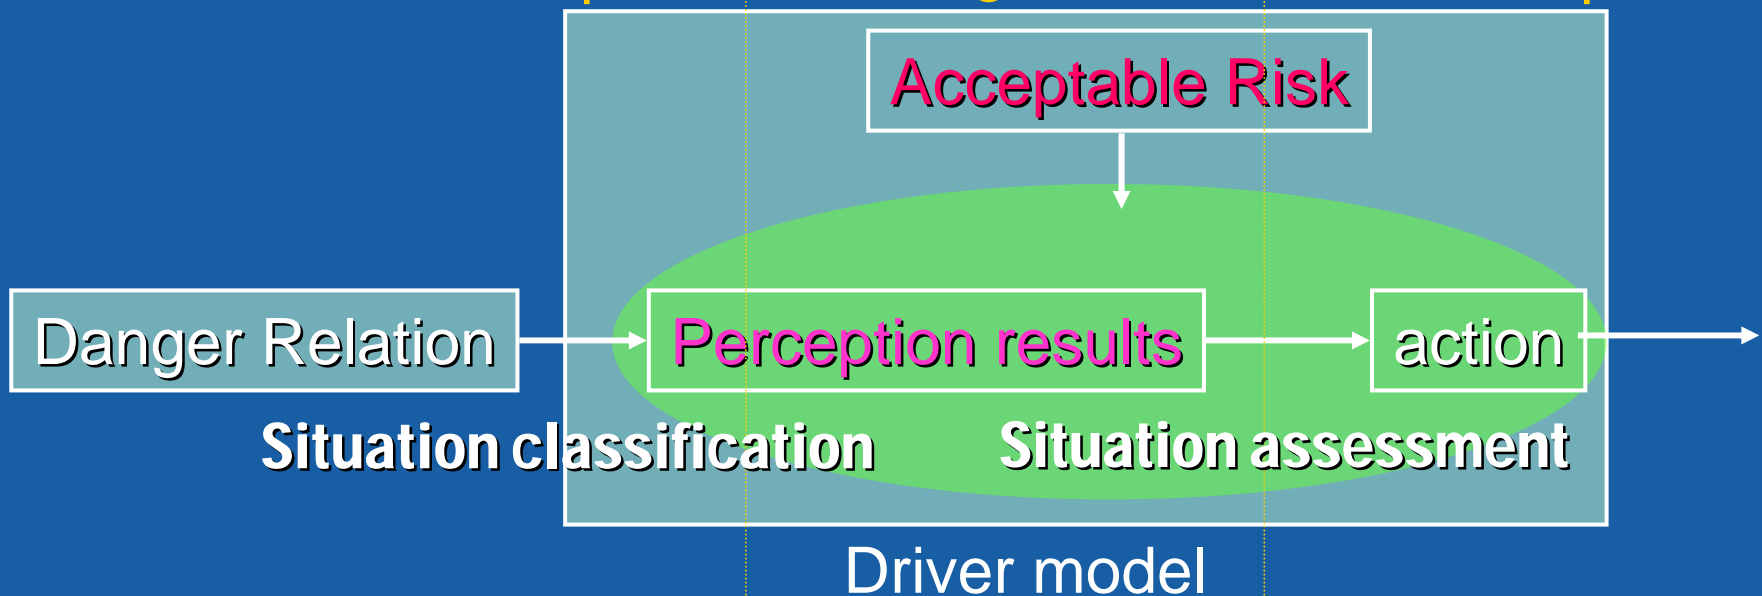 Acceptable Risk
Danger Relation
Perception results
action
Situation classification
Situation assessment
Driver model